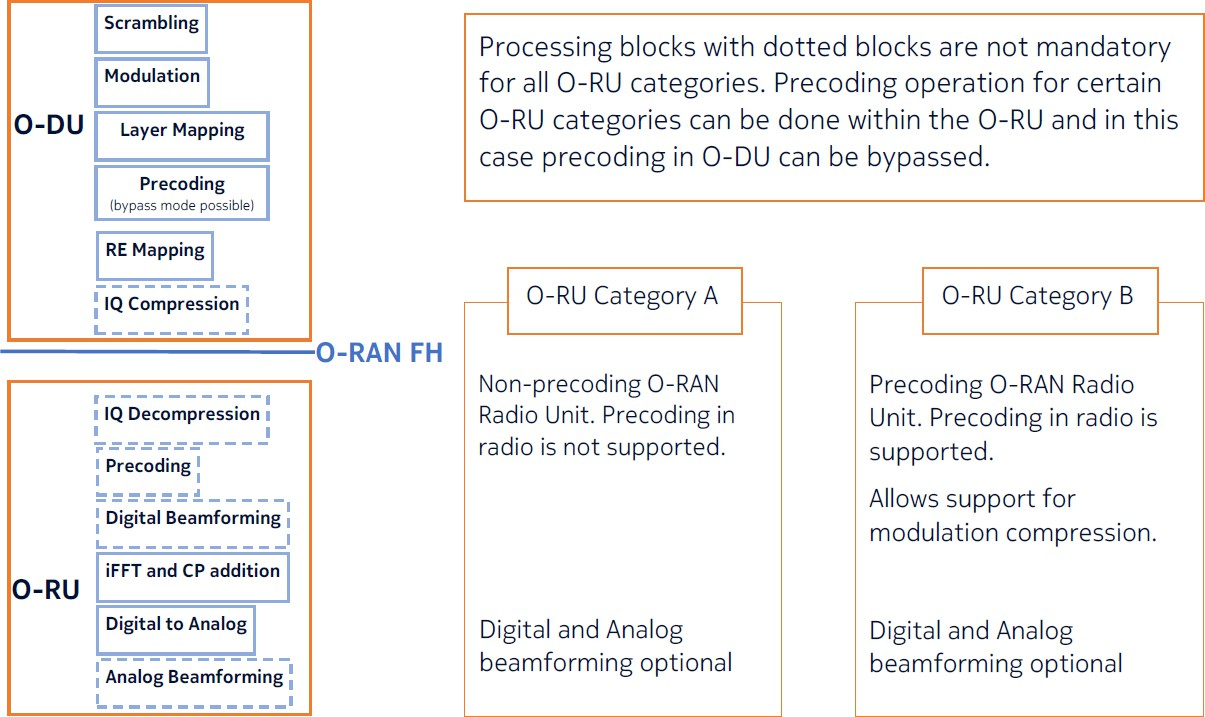 Scrambling
Modulation
O-DU
Layer Mapping
Precoding
(bypass mode possible)
RE Mapping
IQ Compression
O-RAN FH
IQ Decompression
Precoding
Digital Beamforming
O-RU
iFFT and CP addition
Digital to Analog
Analog Beamforming
Processing blocks with dotted blocks are not mandatory
for all O-RU categories. Precoding operation for certain
O-RU categories can be done within the O-RU and in this
case precoding in O-DU can be bypassed.
O-RU Category A
Non-precoding O-RAN
Radio Unit. Precoding in
radio is not supported.
Digital and Analog
beamforming optional
O-RU Category B
Precoding O-RAN Radio
Unit. Precoding in radio is
supported.
Allows support for
modulation compression.
Digital and Analog
beamforming optional